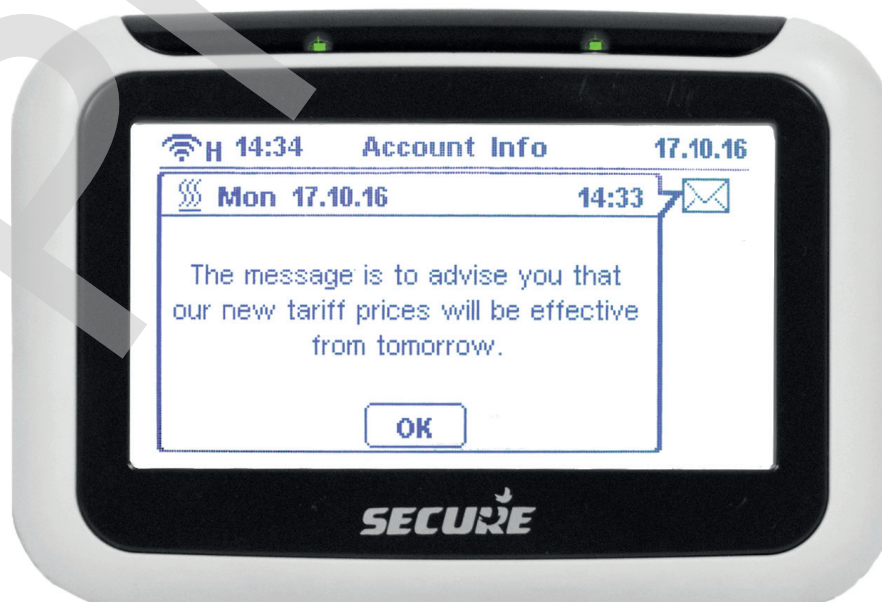 H 14:34 Account Info 17.10.16
Mon 17.10.16 14:33
The message is to advise you that
our new tariff prices will be effective
from tomorrow.
OK
SECURE